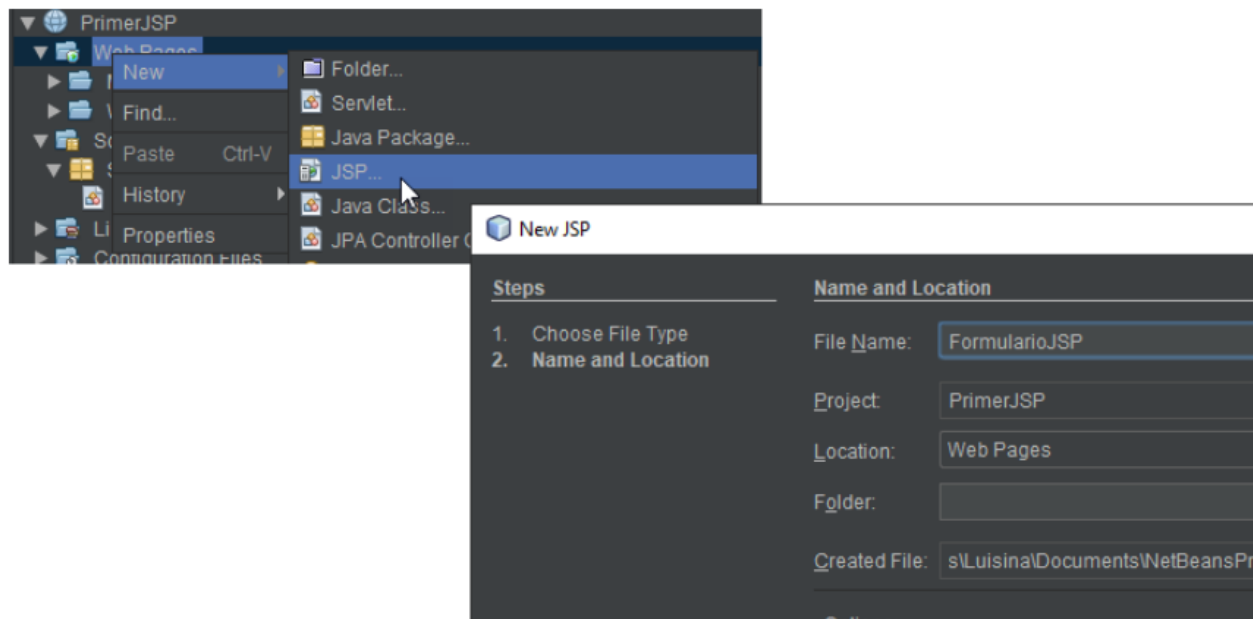 PrimerJSP
Web Pages
New
Find...
Paste Ctrl-V
History
Properties
Configuration Files
Folder...
Servlet...
Java Package...
JSP...
Java Class...
JPA Controller
New JSP
Steps
1. Choose File Type
2. Name and Location
Name and Location
File Name: FormularioJSP
Project: PrimerJSP
Location: Web Pages
Folder:
Created File: s\Luisina\Documents\NetBeansPr